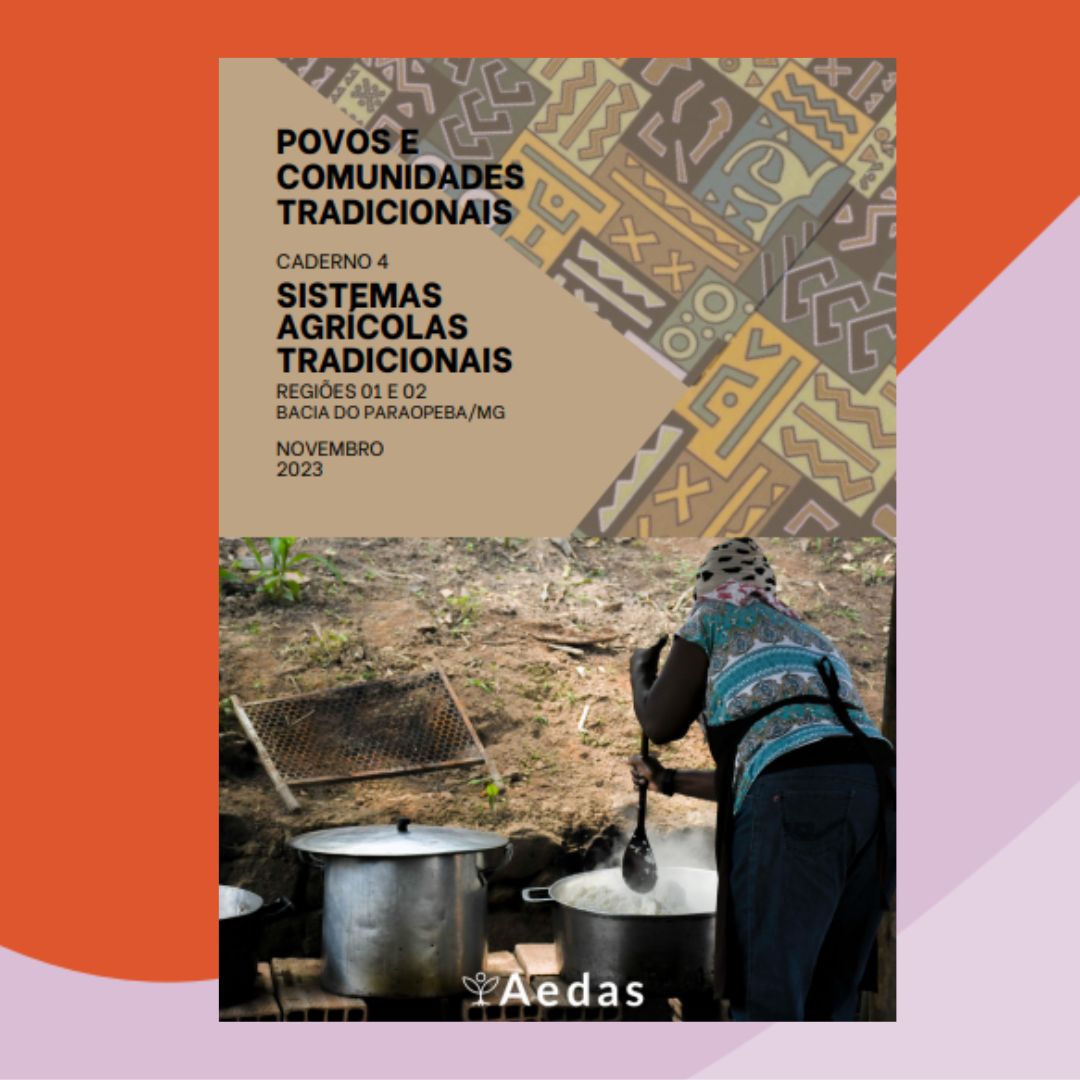 POVOS E
COMUNIDADES
TRADICIONAIS
CADERNO 4
SISTEMAS
AGRÍCOLAS
TRADICIONAIS
REGIÕES 01 E 02
BACIA DO PARAOPEBA/MG
NOVEMBRO
2023
Aedas